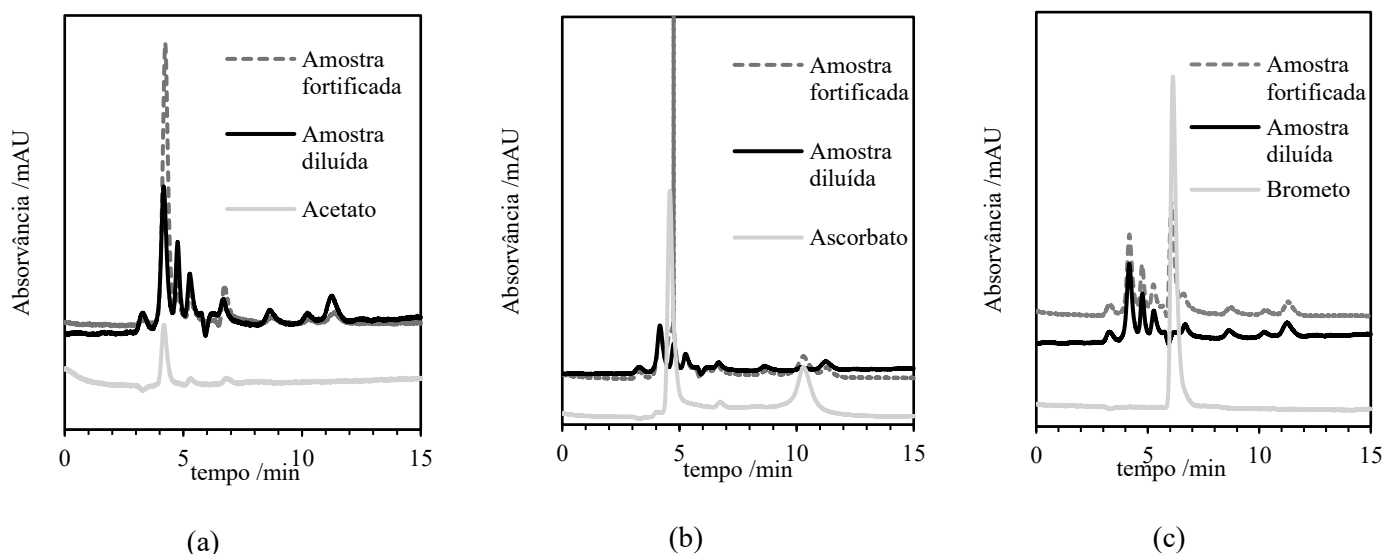 Absorvância /mAU
Amostra
fortificada
Amostra
diluída
Acetato
0
5
10
15
tempo /min
(a)
Absorvância /mAU
Amostra
fortificada
Amostra
diluída
Ascorbato
0
5
10
15
tempo /min
(b)
Absorvância /mAU
Amostra
fortificada
Amostra
diluída
Brometo
0
5
10
15
tempo /min
(c)